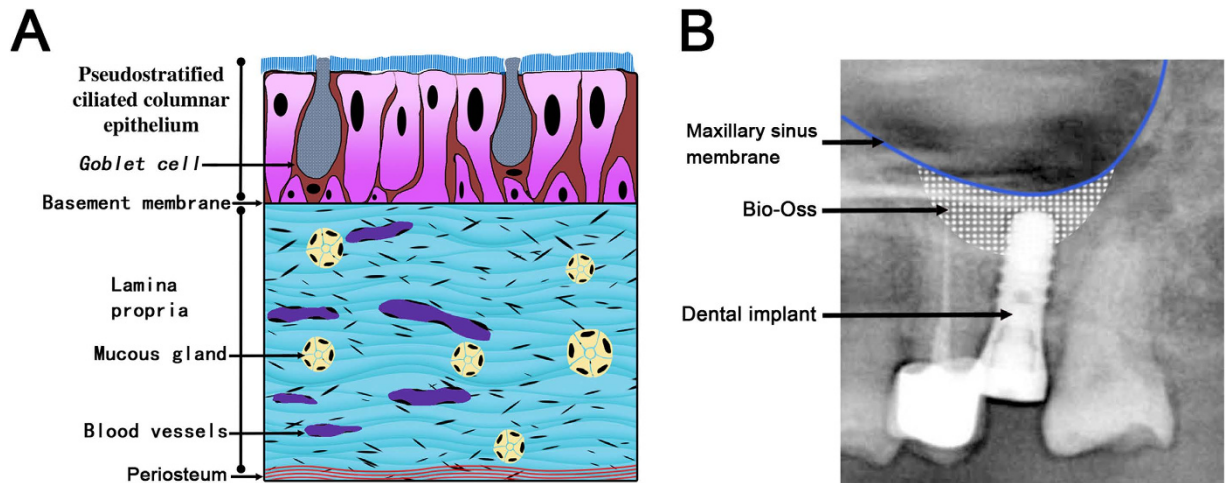 A
Pseudostratified
ciliated columnar
epithelium
Goblet cell
Basement membrane
Lamina
propria
Mucous gland
Blood vessels
Periosteum
B
Maxillary sinus
membrane
Bio-Oss
Dental implant